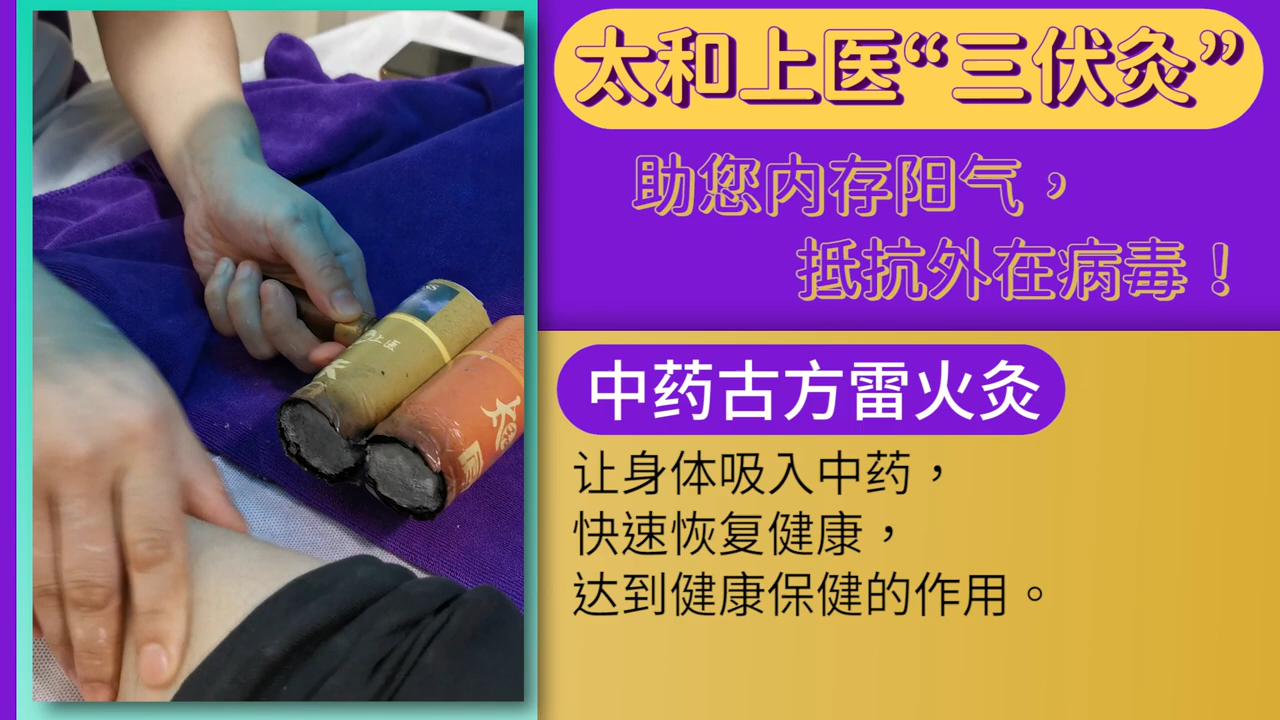 太和上医“三伏灸”
助您内存阳气，
抵抗外在病毒！
中药古方雷火灸
让身体吸入中药，
快速恢复健康，
达到健康保健的作用。
上医